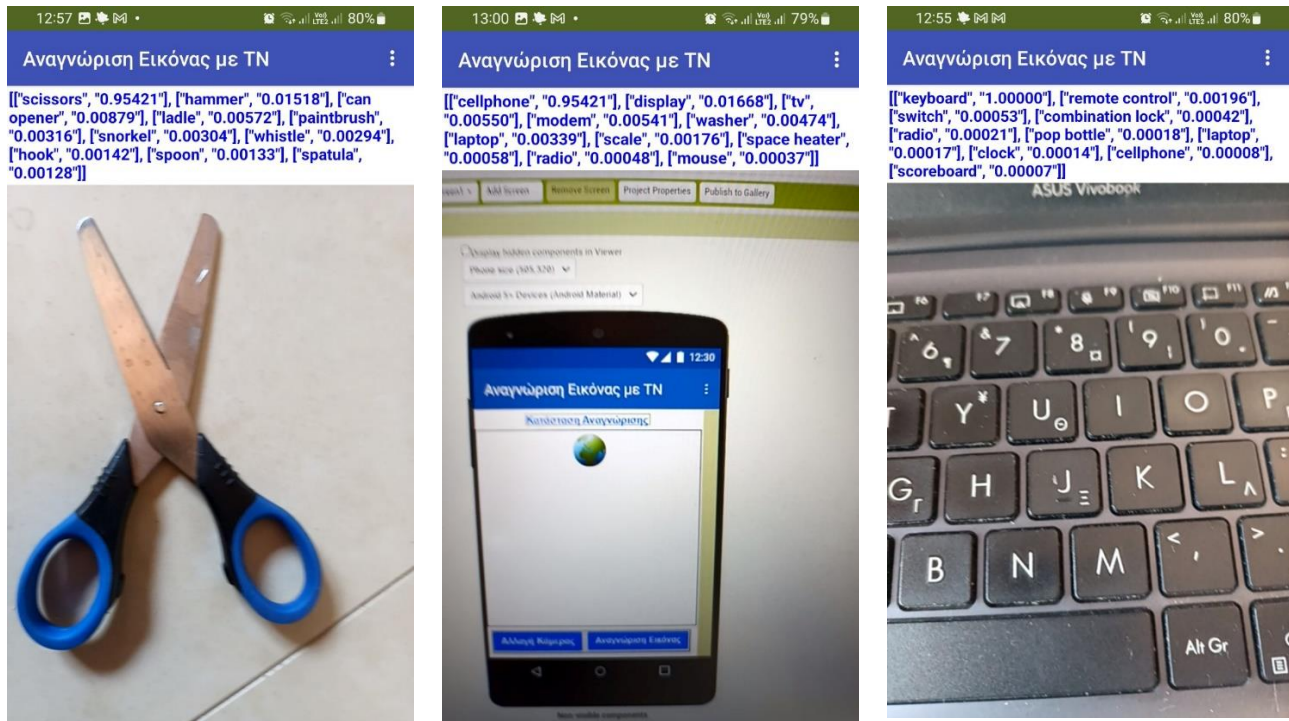 12:57
80%
Αναγνώριση Εικόνας με ΤΝ
[["scissors", "0.95421"], ["hammer", "0.01518"], ["can
opener", "0.00879"], ["ladle", "0.00572"], ["paintbrush",
"0.00316"], ["snorkel", "0.00304"], ["whistle", "0.00294"],
["hook", "0.00142"], ["spoon", "0.00133"], ["spatula",
"0.00128"]]
13:00
79%
Αναγνώριση Εικόνας με ΤΝ
[["cellphone", "0.95421"], ["display", "0.01668"], ["tv",
"0.00550"], ["modem", "0.00541"], ["washer", "0.00474"],
["laptop", "0.00339"], ["scale", "0.00176"], ["space heater",
"0.00058"], ["radio", "0.00048"], ["mouse", "0.00037"]]
Add Screen Remove Screen Project Properties Publish to Gallery
Display hidden components in Viewer
Phone size (505,320)
Android 5+ Devices (Android Material)
12:30
Αναγνώριση Εικόνας με ΤΝ
Κατάσταση Αναγνώρισης
Αλλαγή Κάμερας Αναγνώριση Εικόνας
Non-visible components
12:55
80%
Αναγνώριση Εικόνας με ΤΝ
[["keyboard", "1.00000"], ["remote control", "0.00196"],
["switch", "0.00053"], ["combination lock", "0.00042"],
["radio", "0.00021"], ["pop bottle", "0.00018"], ["laptop",
"0.00017"], ["clock", "0.00014"], ["cellphone", "0.00008"],
["scoreboard", "0.00007"]]
ASUS Vivobook
F6 F7 F8 F9 F10 F11
^ 6 & 7 * 8 ( 9 ) 0
Y ¥ U Θ I O P
G Γ H J Ξ K L Λ
B N M < , > .
Alt Gr